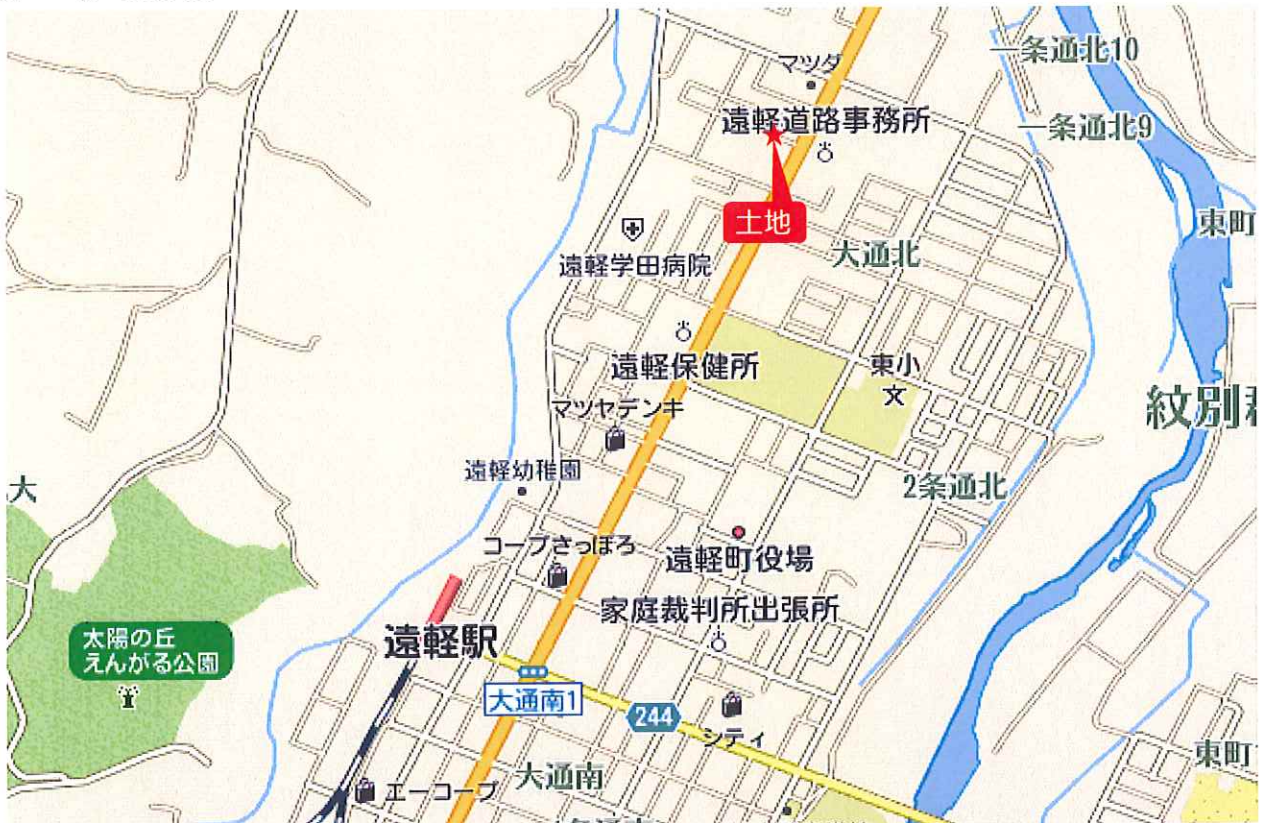 一条通北10
マツダ
遠軽道路事務所
一条通北9
土地
東町
大通北
遠軽学田病院
遠軽保健所
東小
文
マツヤデンキ
紋別
遠軽幼稚園
2条通北
大
コープさっぽろ
遠軽町役場
家庭裁判所出張所
太陽の丘
えんがる公園
遠軽駅
大通南1
244
シティ
東町
大通南
エーコープ